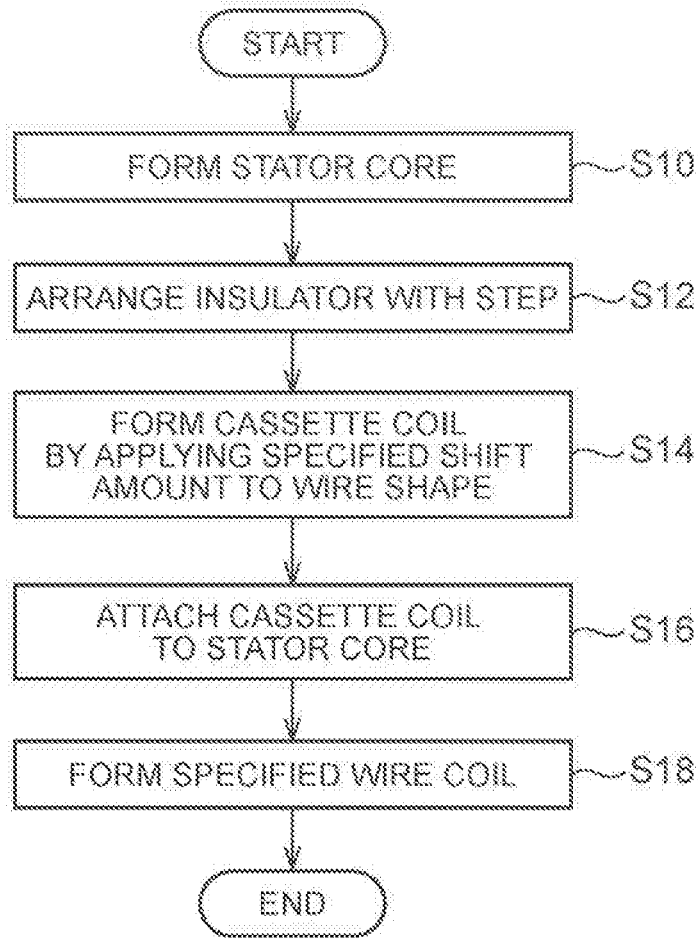 START
FORM STATOR CORE
S10
ARRANGE INSULATOR WITH STEP
S12
FORM CASSETTE COIL
BY APPLYING SPECIFIED SHIFT
AMOUNT TO WIRE SHAPE
S14
ATTACH CASSETTE COIL
TO STATOR CORE
S16
FORM SPECIFIED WIRE COIL
S18
END